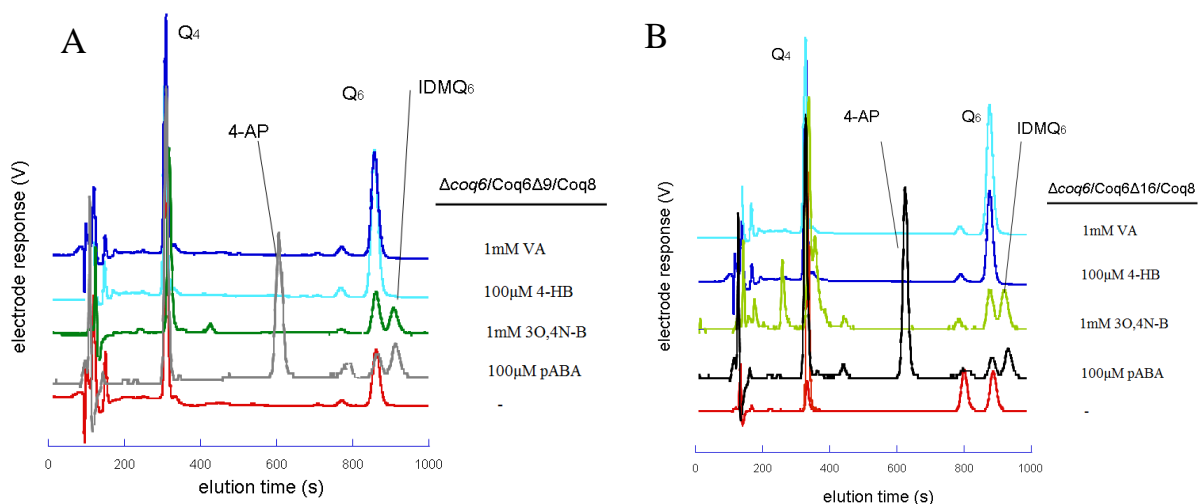 A
Q₄
Q₆
IDMQ₆
4-AP
Δcoq6/Coq6Δ9/Coq8
1mM VA
100µM 4-HB
1mM 3O,4N-B
100µM pABA
-
electrode response (V)
0 200 400 600 800 1000
elution time (s)
B
Q₄
Q₆
4-AP
IDMQ₆
Δcoq6/Coq6Δ16/Coq8
1mM VA
100µM 4-HB
1mM 3O,4N-B
100µM pABA
-
electrode response (V)
0 200 400 600 800 1000
elution time (s)